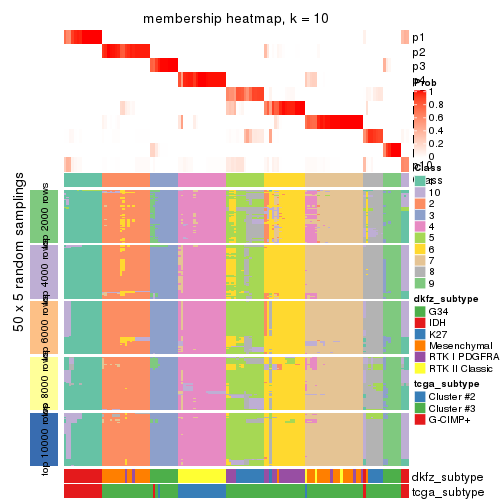 membership heatmap, k = 10
p1
p2
p3
p4
p10
Prob
1
0.8
0.6
0.4
0.2
0
Class
1
10
2
3
4
5
6
7
8
9
dkfz_subtype
G34
IDH
K27
Mesenchymal
RTK I PDGFRA
RTK II Classic
tcga_subtype
Cluster #2
Cluster #3
G-CIMP+
50 x 5 random samplings
top 2000 rows
top 4000 rows
top 6000 rows
top 8000 rows
top 10000 rows
dkfz_subtype
tcga_subtype